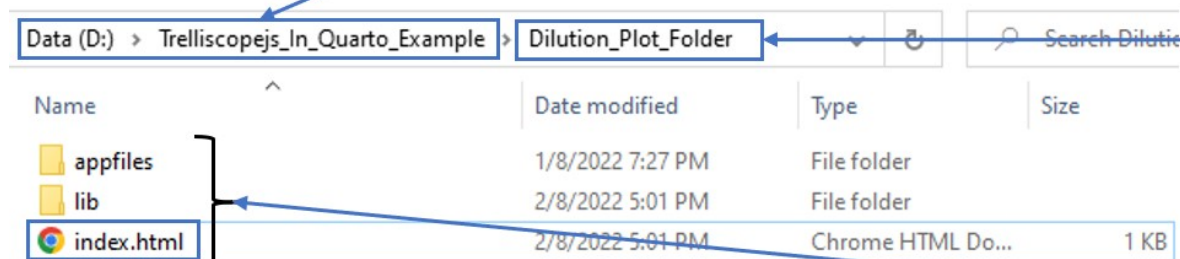 Data (D:) > Trelliscopejs_In_Quarto_Example > Dilution_Plot_Folder Search Dilutio
Name Date modified Type Size
appfiles 1/8/2022 7:27 PM File folder
lib 2/8/2022 5:01 PM File folder
index.html 2/8/2022 5:01 PM Chrome HTML Do... 1 KB